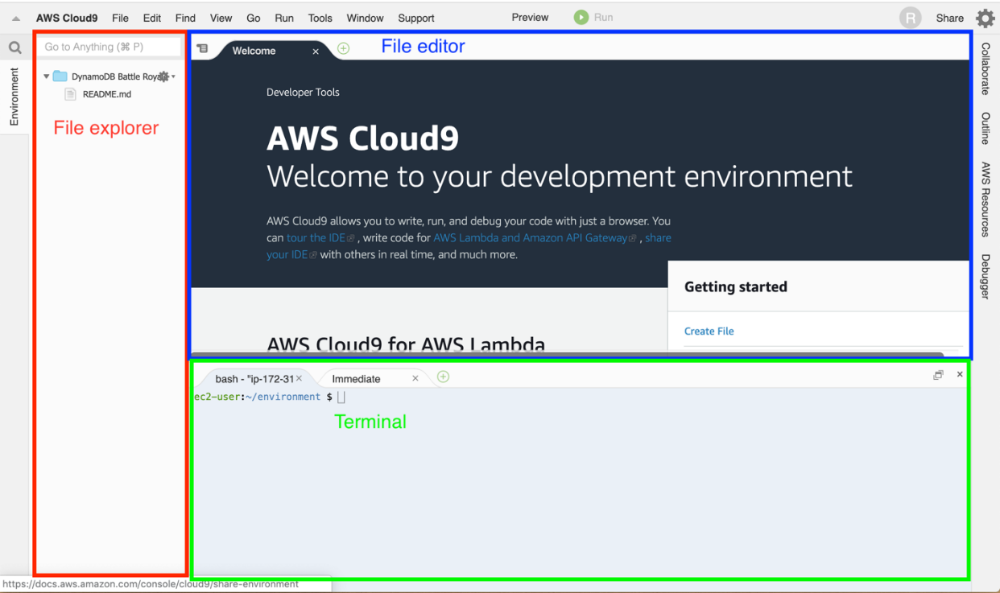 AWS Cloud9 File Edit Find View Go Run Tools Window Support Preview Run R Share
Go to Anything (⌘ P)
Environment
DynamoDB Battle Roya
README.md
File explorer
Welcome
File editor
Developer Tools
AWS Cloud9
Welcome to your development environment
AWS Cloud9 allows you to write, run, and debug your code with just a browser. You
can tour the IDE , write code for AWS Lambda and Amazon API Gateway , share
your IDE with others in real time, and much more.
Getting started
Create File
AWS Cloud9 for AWS Lambda
Collaborate
Outline
AWS Resources
Debugger
bash - "ip-172-31 Immediate
ec2-user:~/environment $
Terminal
https://docs.aws.amazon.com/console/cloud9/share-environment